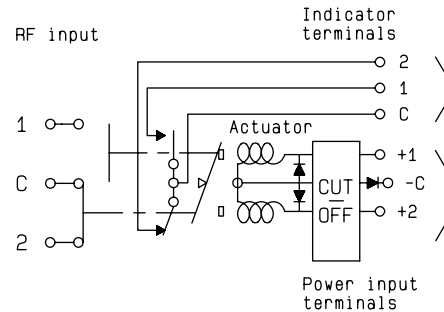 Indicator
terminals
RF input
2
1
C
1
Actuator
+1
C
CUT
OFF
-C
+2
2
Power input
terminals